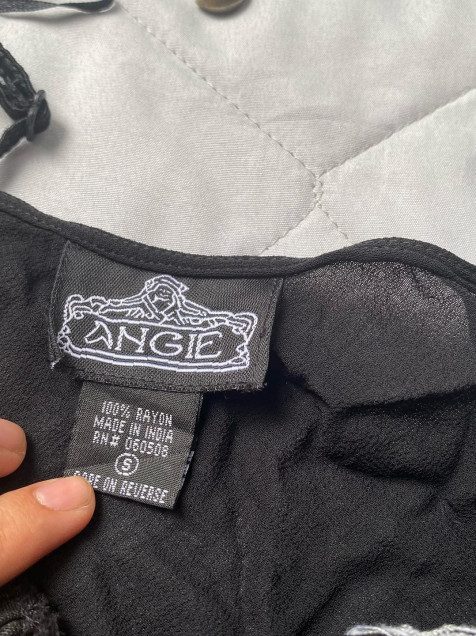 ANGIE
100% RAYON
MADE IN INDIA
RN# 060508
S
CARE ON REVERSE